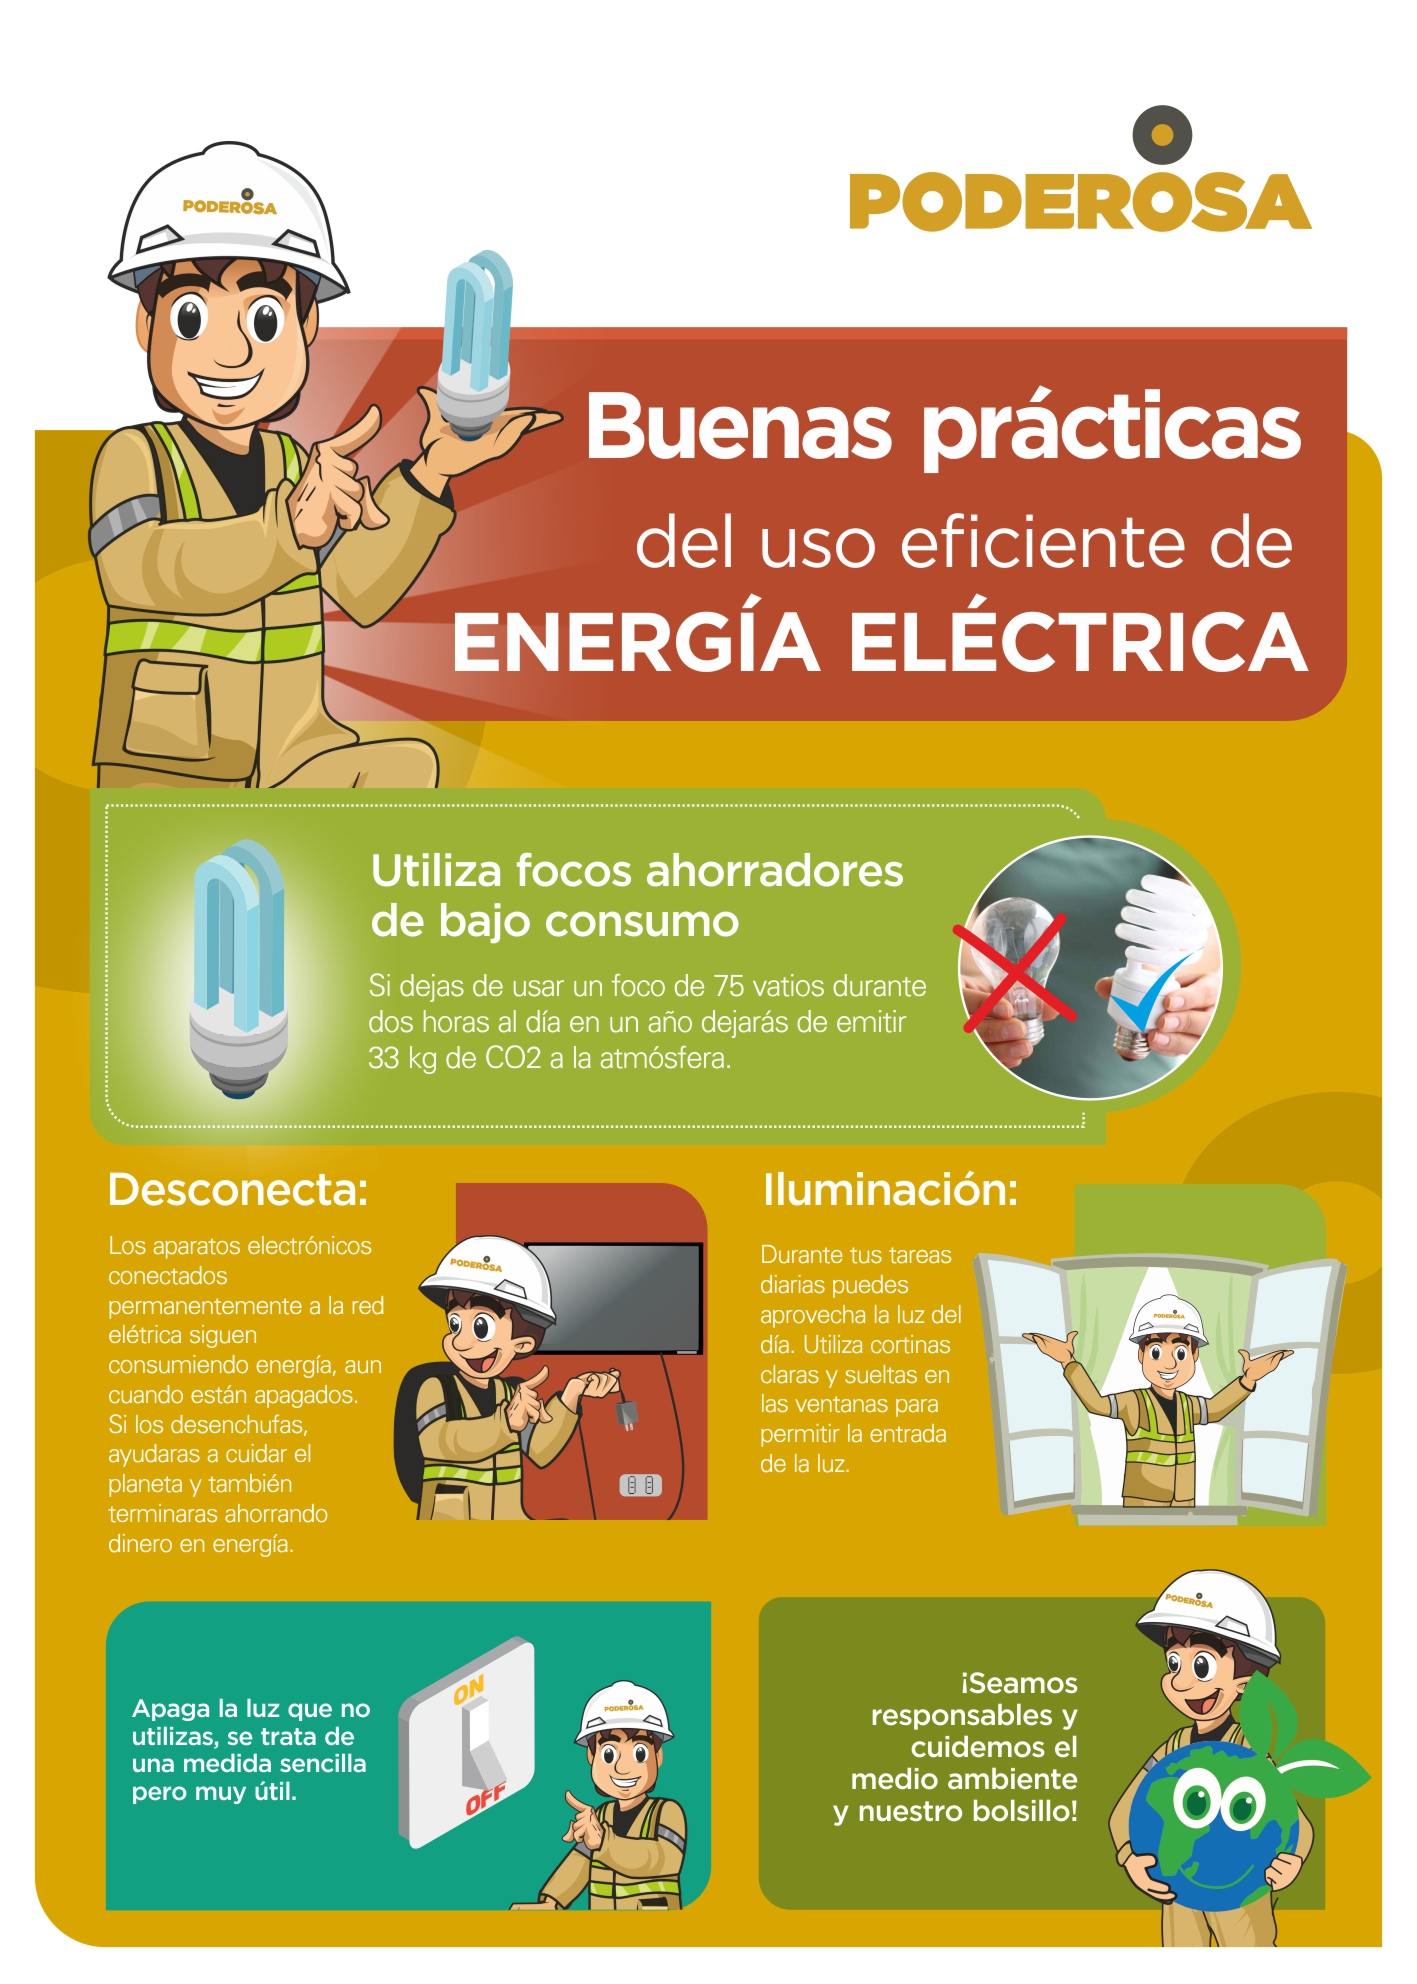 PODEROSA
PODEROSA
Buenas prácticas
del uso eficiente de
ENERGÍA ELÉCTRICA
Utiliza focos ahorradores
de bajo consumo
Si dejas de usar un foco de 75 vatios durante
dos horas al día en un año dejarás de emitir
33 kg de CO2 a la atmósfera.
Desconecta:
Los aparatos electrónicos
conectados
permanentemente a la red
elétrica siguen
consumiendo energía, aun
cuando están apagados.
Si los desenchufas,
ayudaras a cuidar el
planeta y también
terminaras ahorrando
dinero en energía.
PODEROSA
Iluminación:
Durante tus tareas
diarias puedes
aprovecha la luz del
día. Utiliza cortinas
claras y sueltas en
las ventanas para
permitir la entrada
de la luz.
PODEROSA
Apaga la luz que no
utilizas, se trata de
una medida sencilla
pero muy útil.
ON
OFF
PODEROSA
¡Seamos
responsables y
cuidemos el
medio ambiente
y nuestro bolsillo!
PODEROSA